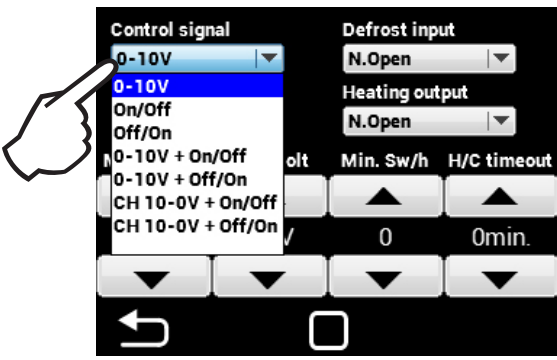 Control signal
Defrost input
0-10V
N.Open
0-10V
Heating output
On/Off
N.Open
Off/On
0-10V + On/Off
olt
Min. Sw/h
H/C timeout
0-10V + Off/On
CH 10-0V + On/Off
CH 10-0V + Off/On
0
0min.